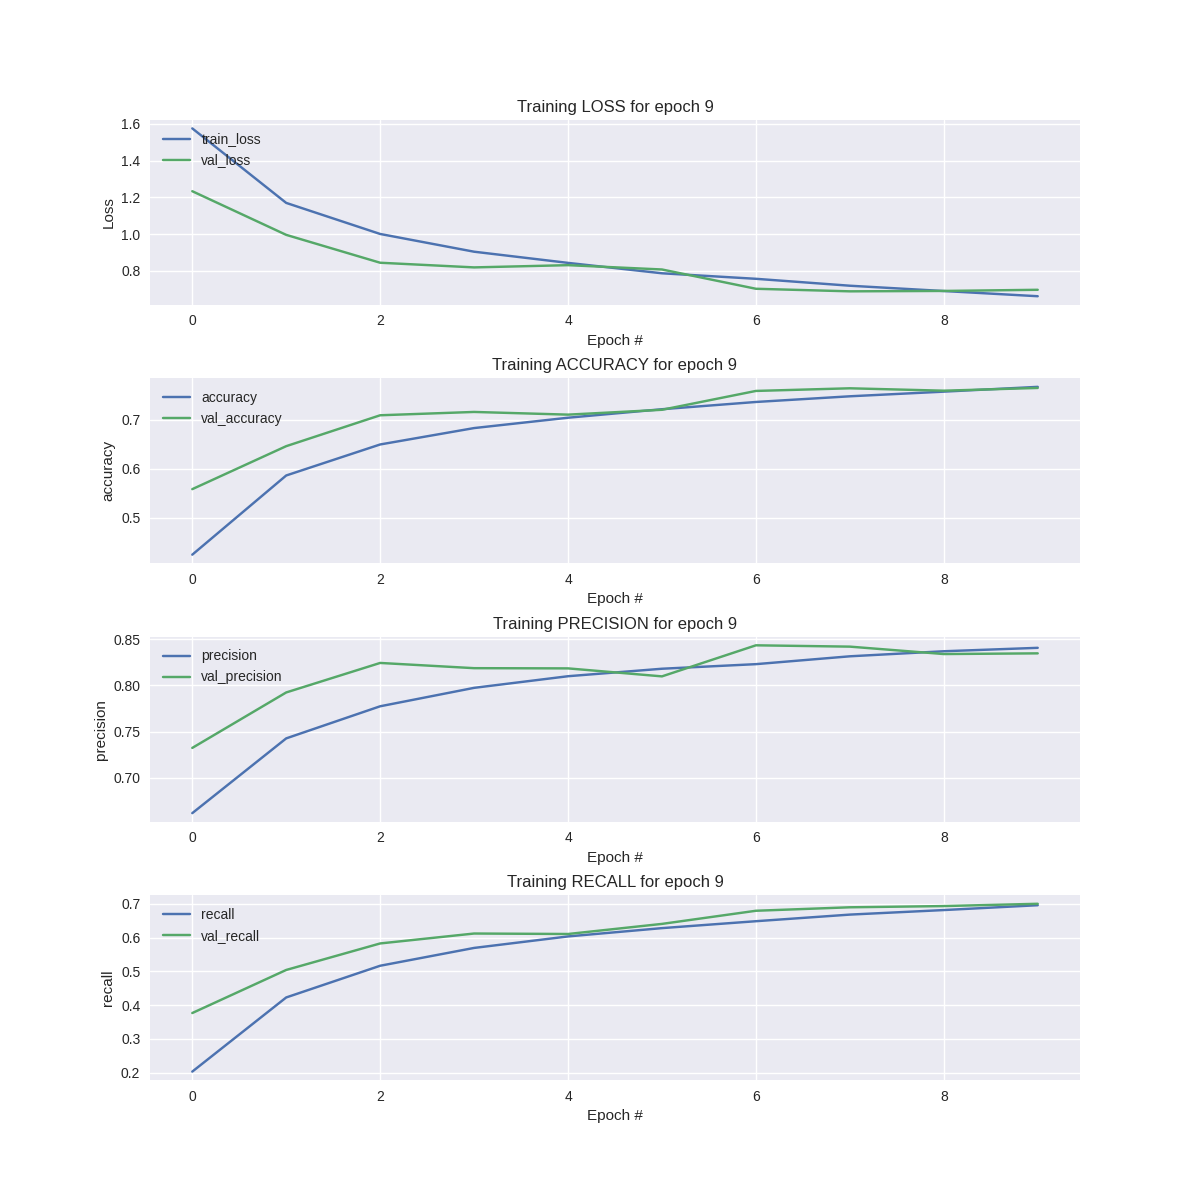 Training LOSS for epoch 9
1.6
train_loss
1.4
val_loss
1.2
Loss
1.0
0.8
0 2 4 6 8
Epoch #
Training ACCURACY for epoch 9
accuracy
val_accuracy
0.7
accuracy
0.6
0.5
0 2 4 6 8
Epoch #
Training PRECISION for epoch 9
0.85
precision
val_precision
0.80
precision
0.75
0.70
0 2 4 6 8
Epoch #
Training RECALL for epoch 9
0.7
recall
val_recall
0.6
0.5
recall
0.4
0.3
0.2
0 2 4 6 8
Epoch #